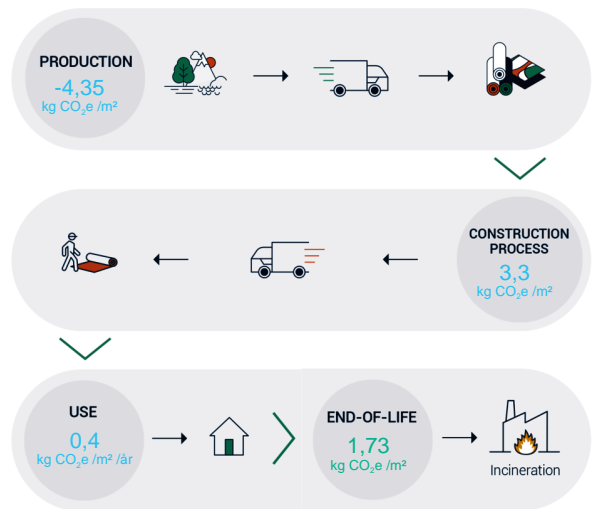 PRODUCTION
-4,35
kg CO₂e /m²
CONSTRUCTION
PROCESS
3,3
kg CO₂e /m²
USE
0,4
kg CO₂e /m² /år
END-OF-LIFE
1,73
kg CO₂e /m²
Incineration